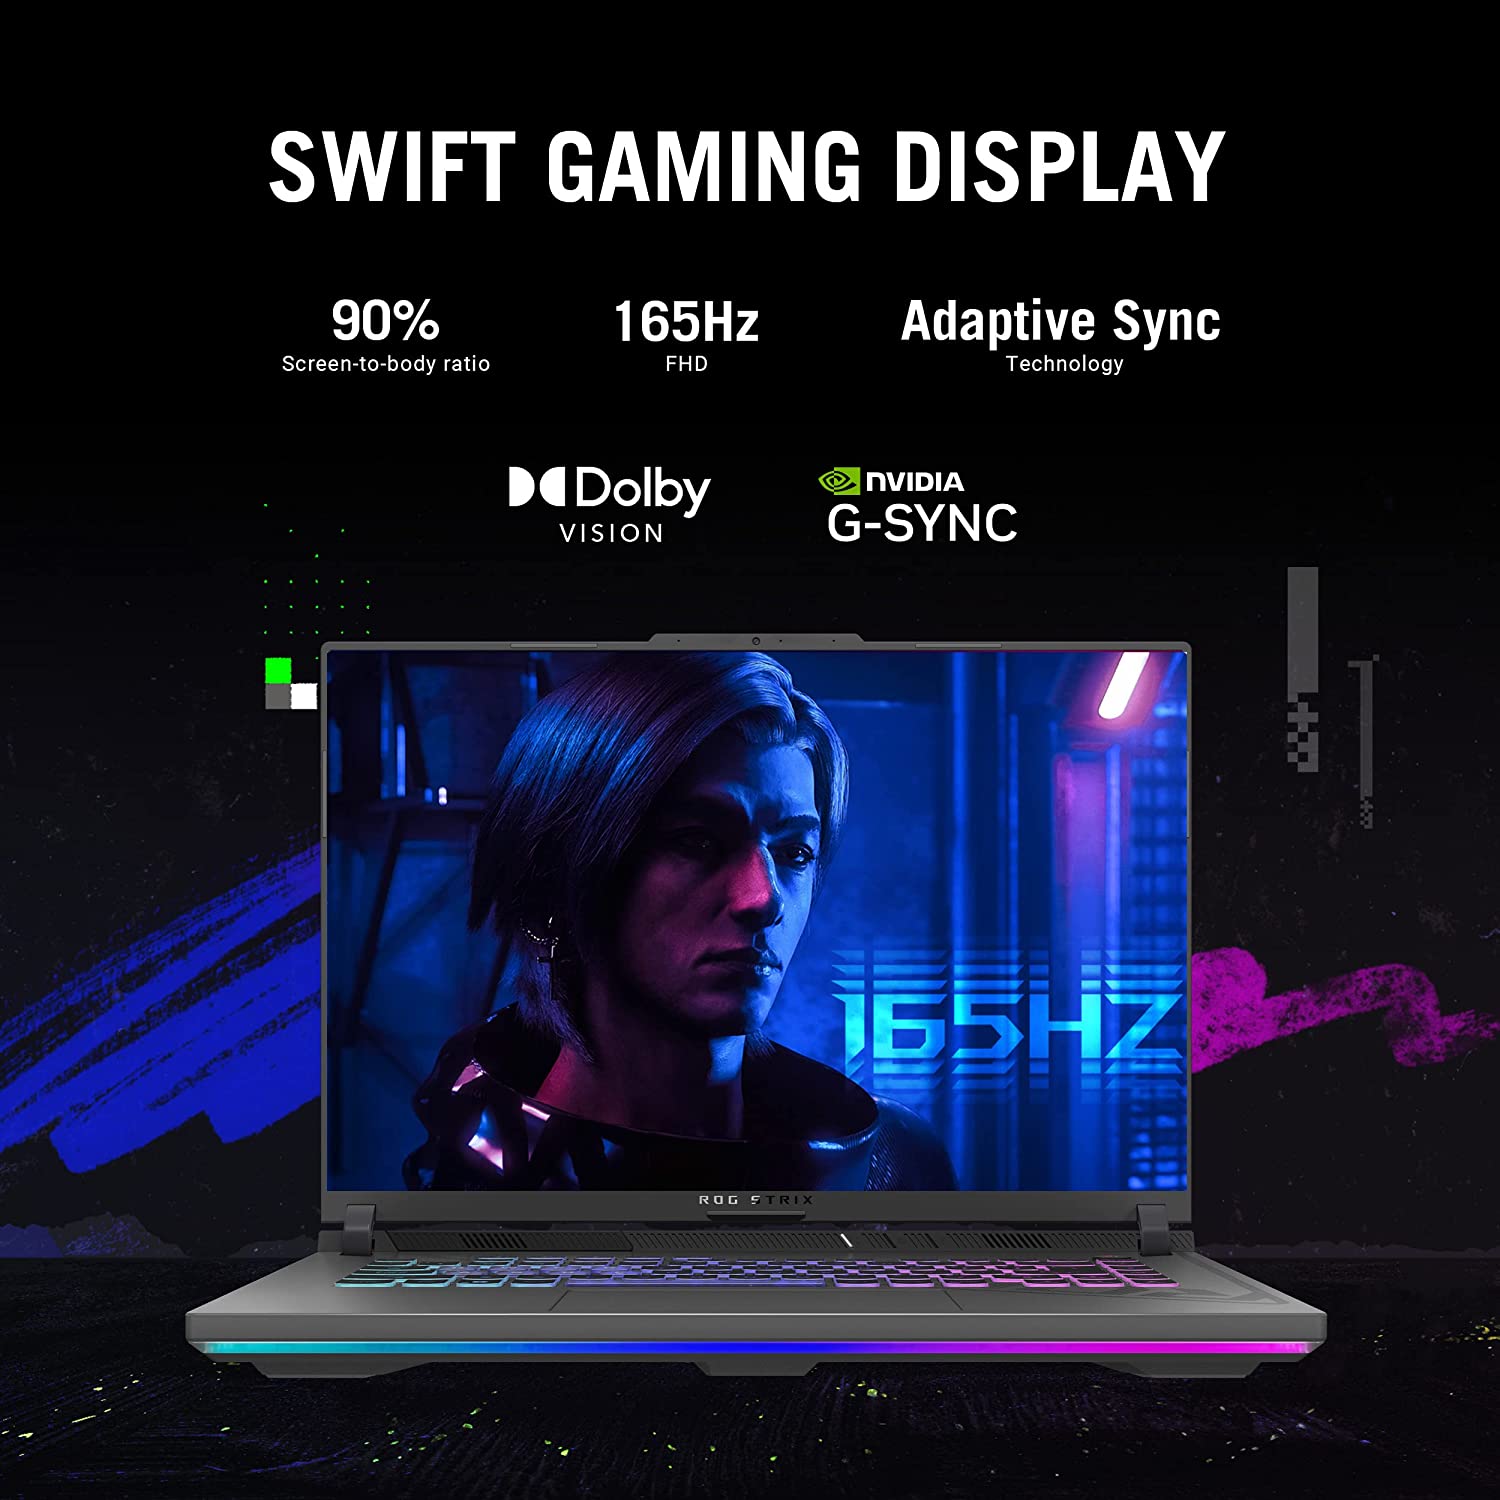 SWIFT GAMING DISPLAY
90%
Screen-to-body ratio
165Hz
FHD
Adaptive Sync
Technology
Dolby
VISION
NVIDIA
G-SYNC
165HZ
ROG STRIX